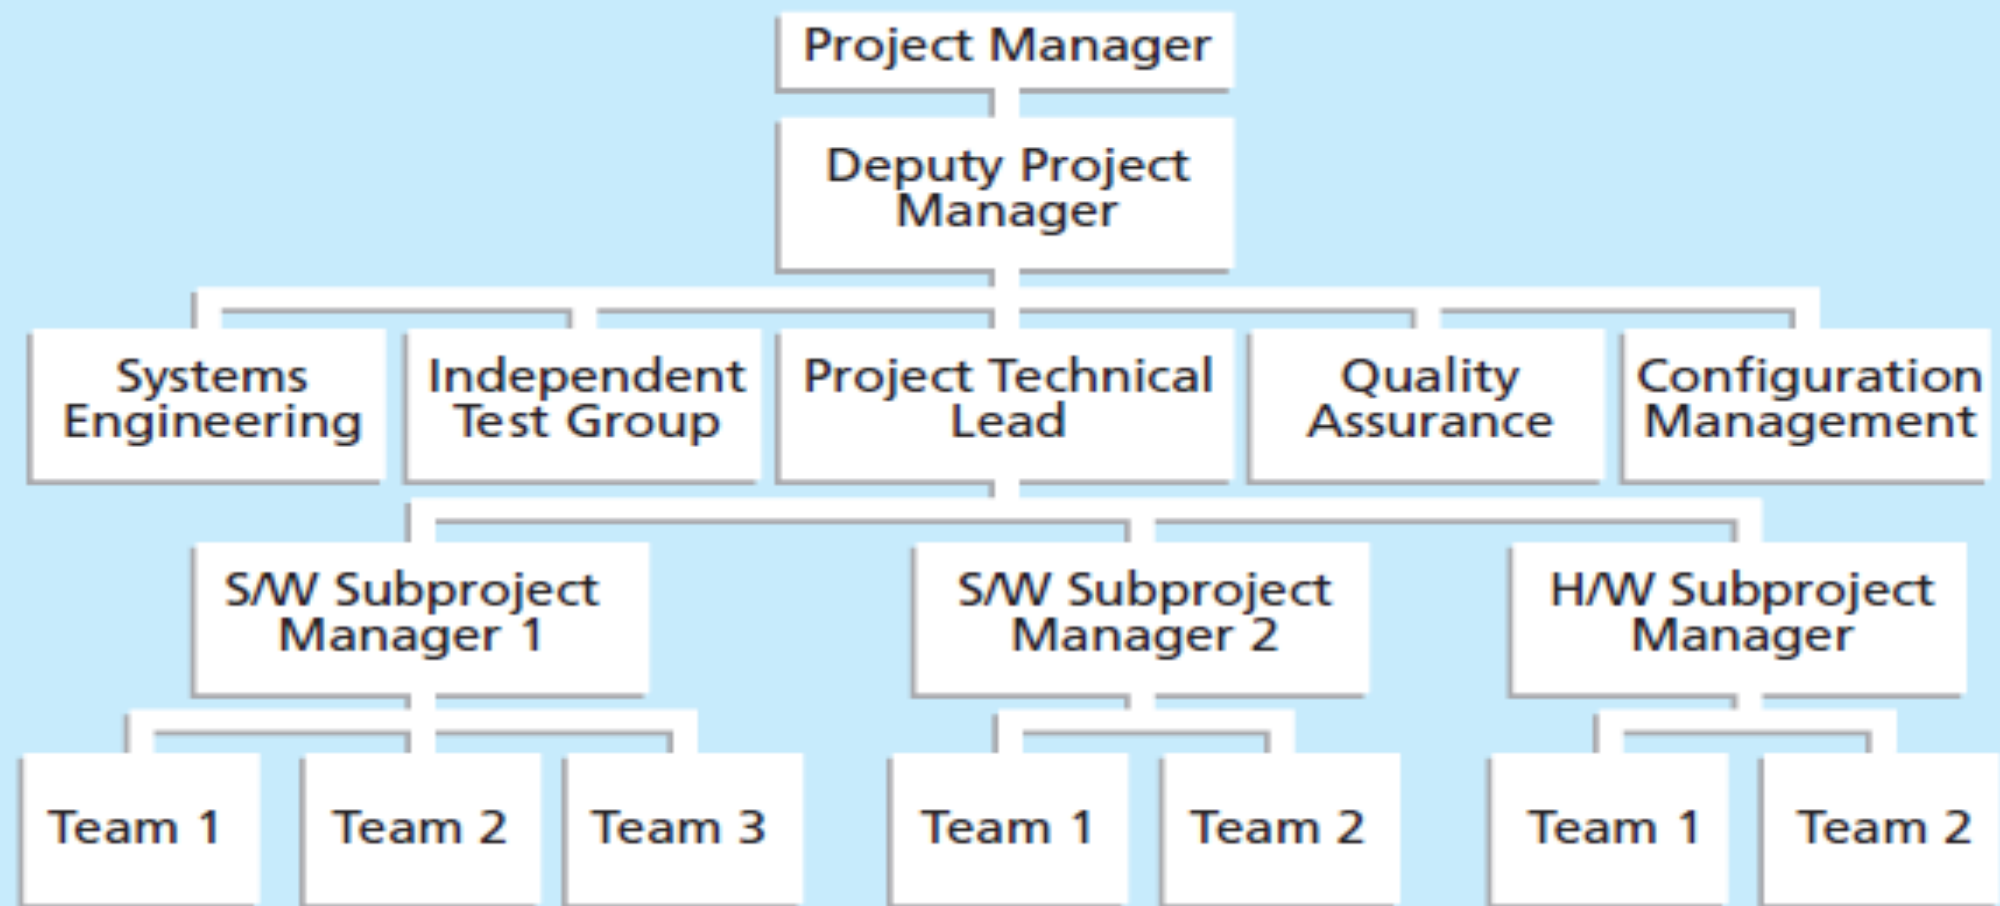 Project Manager
Deputy Project
Manager
Systems
Engineering
Independent
Test Group
Project Technical
Lead
Quality
Assurance
Configuration
Management
S/W Subproject
Manager 1
S/W Subproject
Manager 2
H/W Subproject
Manager
Team 1
Team 2
Team 3
Team 1
Team 2
Team 1
Team 2